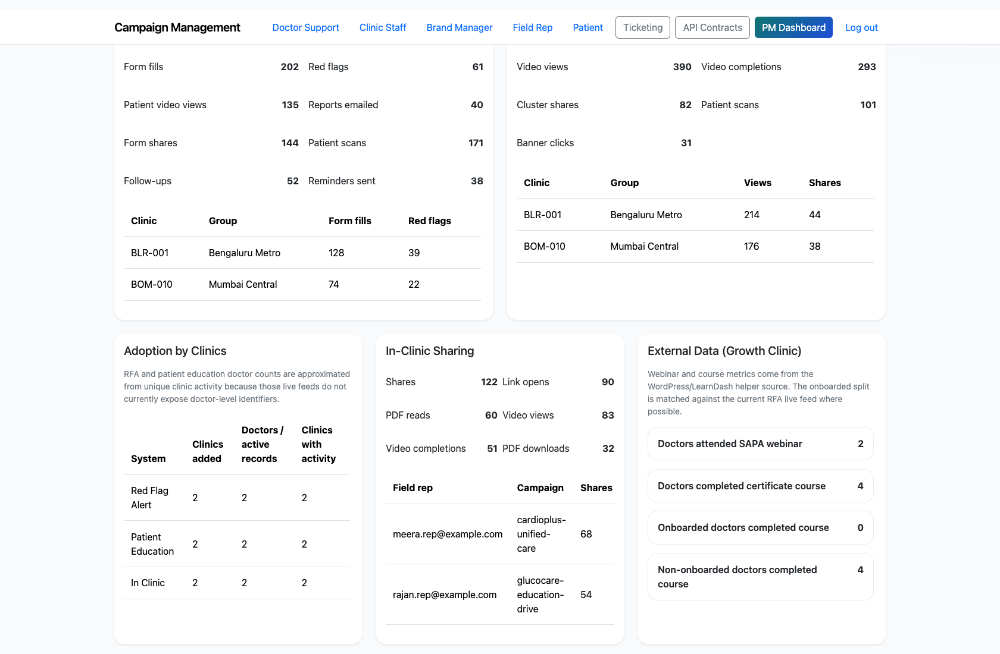 Campaign Management Doctor Support Clinic Staff Brand Manager Field Rep Patient Ticketing API Contracts PM Dashboard Log out
Form fills 202 Red flags 61
Patient video views 135 Reports emailed 40
Form shares 144 Patient scans 171
Follow-ups 52 Reminders sent 38
Clinic Group Form fills Red flags
BLR-001 Bengaluru Metro 128 39
BOM-010 Mumbai Central 74 22
Video views 390 Video completions 293
Cluster shares 82 Patient scans 101
Banner clicks 31
Clinic Group Views Shares
BLR-001 Bengaluru Metro 214 44
BOM-010 Mumbai Central 176 38
Adoption by Clinics
RFA and patient education doctor counts are approximated
from unique clinic activity because those live feeds do not
currently expose doctor-level identifiers.
System Clinics added Doctors / active records Clinics with activity
Red Flag Alert 2 2 2
Patient Education 2 2 2
In Clinic 2 2 2
In-Clinic Sharing
Shares 122 Link opens 90
PDF reads 60 Video views 83
Video completions 51 PDF downloads 32
Field rep Campaign Shares
meera.rep@example.com cardioplus-unified-care 68
rajan.rep@example.com glucocare-education-drive 54
External Data (Growth Clinic)
Webinar and course metrics come from the
WordPress/LearnDash helper source. The onboarded split
is matched against the current RFA live feed where
possible.
Doctors attended SAPA webinar 2
Doctors completed certificate course 4
Onboarded doctors completed course 0
Non-onboarded doctors completed course 4